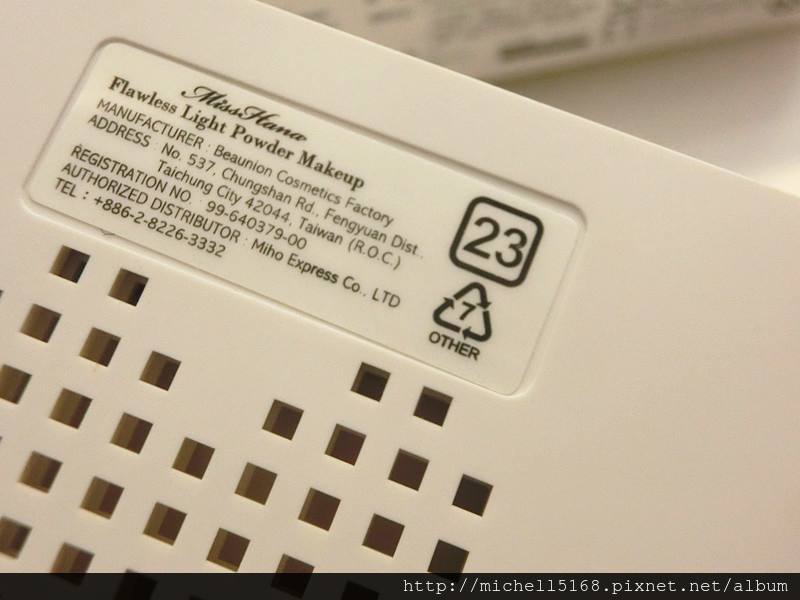 MissHana
Flawless Light Powder Makeup
MANUFACTURER : Beaunion Cosmetics Factory
ADDRESS : No. 537, Chungshan Rd., Fengyuan Dist.,
Taichung City 42044, Taiwan (R.O.C.)
REGISTRATION NO. : 99-640379-00
AUTHORIZED DISTRIBUTOR : Miho Express Co., LTD
TEL : +886-2-8226-3332
23
7
OTHER
http://michell5168.pixnet.net/album